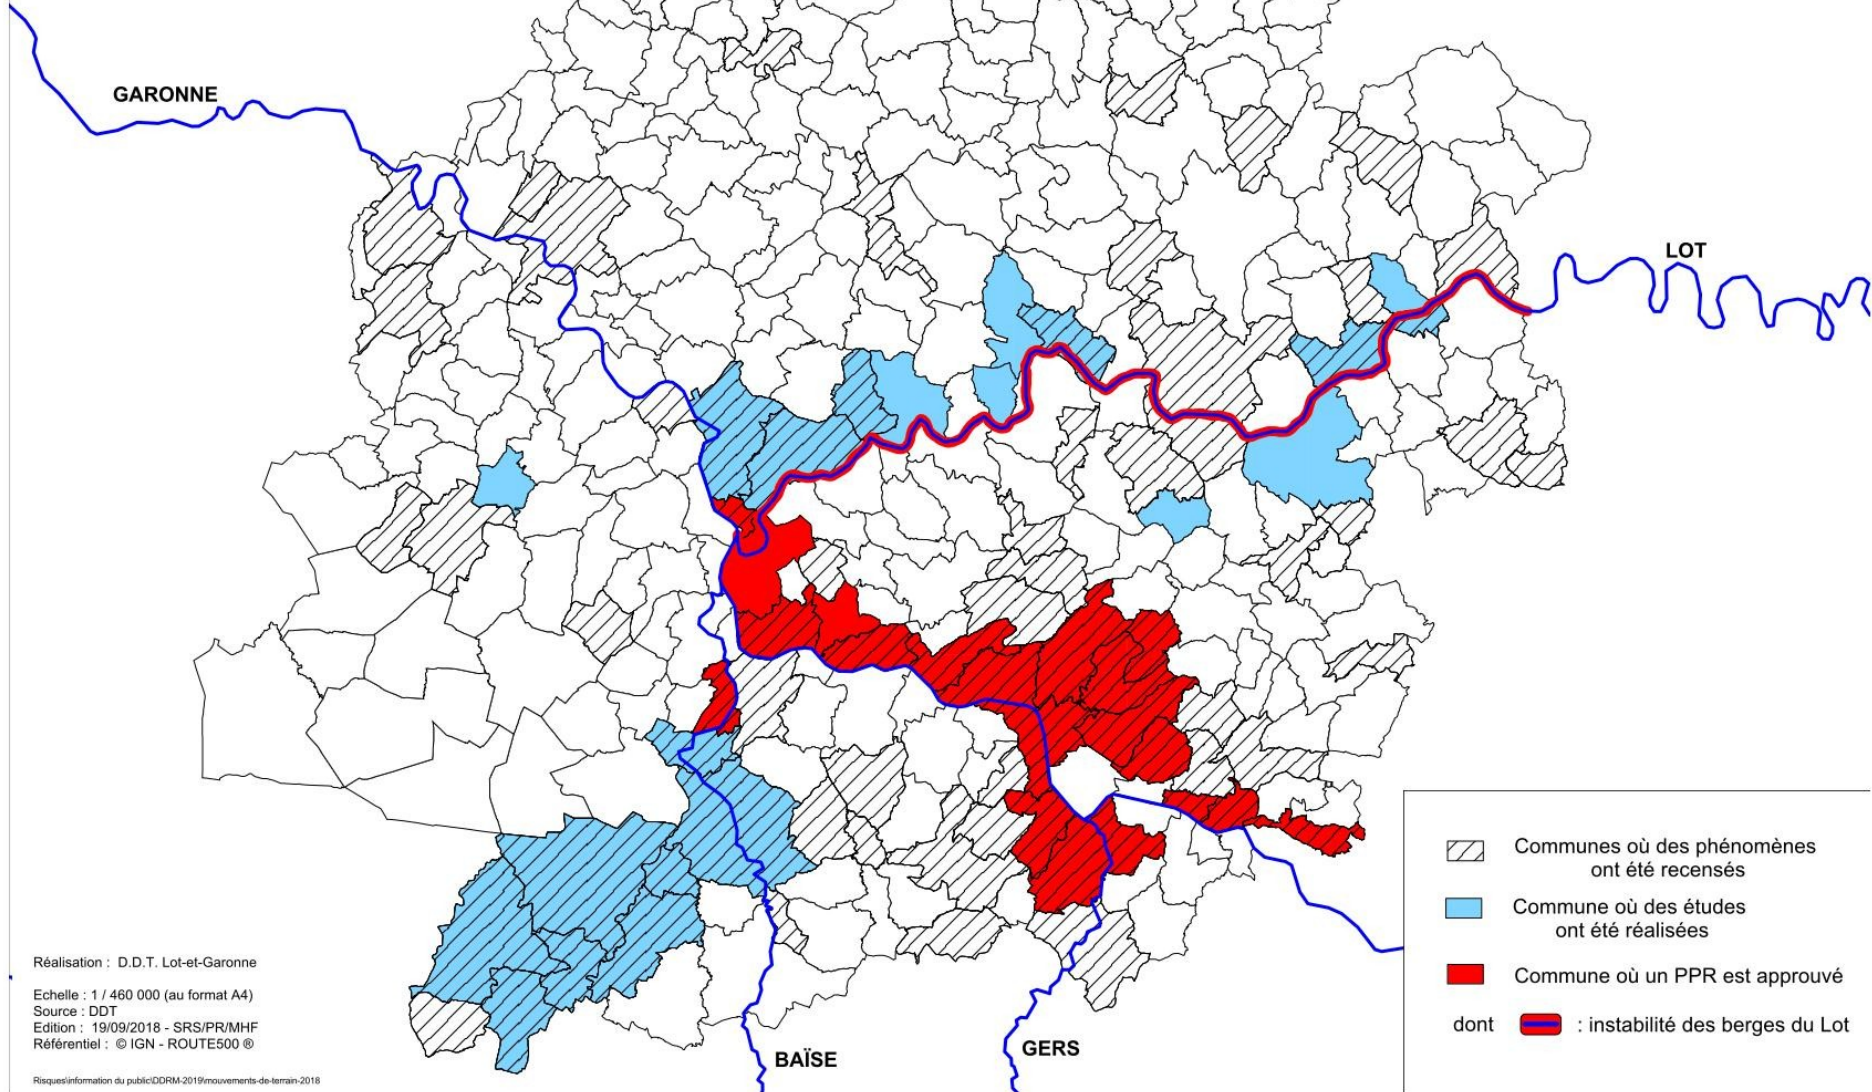 GARONNE
LOT
Communes où des phénomènes
ont été recensés
Commune où des études
ont été réalisées
Commune où un PPR est approuvé
dont : instabilité des berges du Lot
Réalisation : D.D.T. Lot-et-Garonne
Echelle : 1 / 460 000 (au format A4)
Source : DDT
Edition : 19/09/2018 - SRS/PR/MHF
Référentiel : © IGN - ROUTE500 ®
Risques\information du public\DDRM-2019\mouvements-de-terrain-2018
BAÏSE
GERS